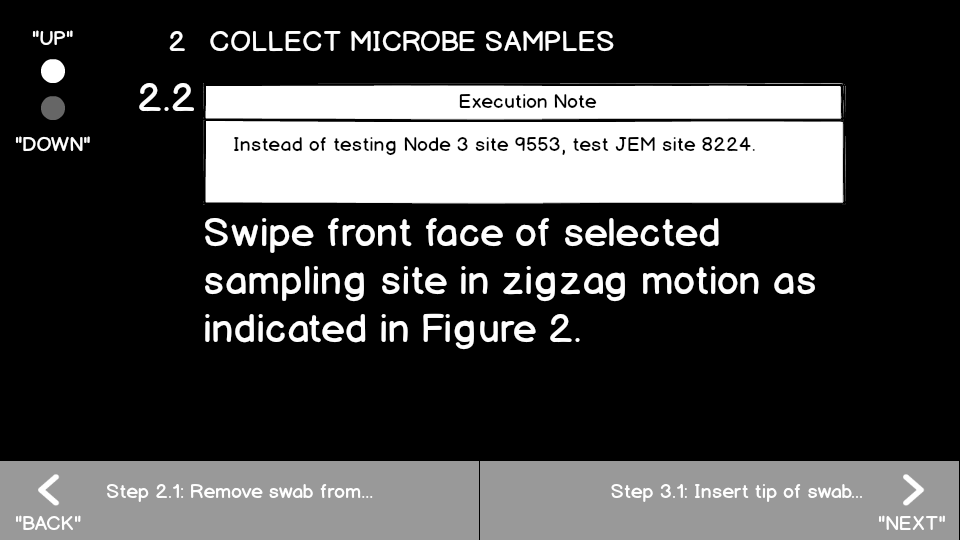 "UP"
2 COLLECT MICROBE SAMPLES
2.2
Execution Note
"DOWN"
Instead of testing Node 3 site 9553, test JEM site 8224.
Swipe front face of selected
sampling site in zigzag motion as
indicated in Figure 2.
Step 2.1: Remove swab from...
Step 3.1: Insert tip of swab...
"BACK"
"NEXT"